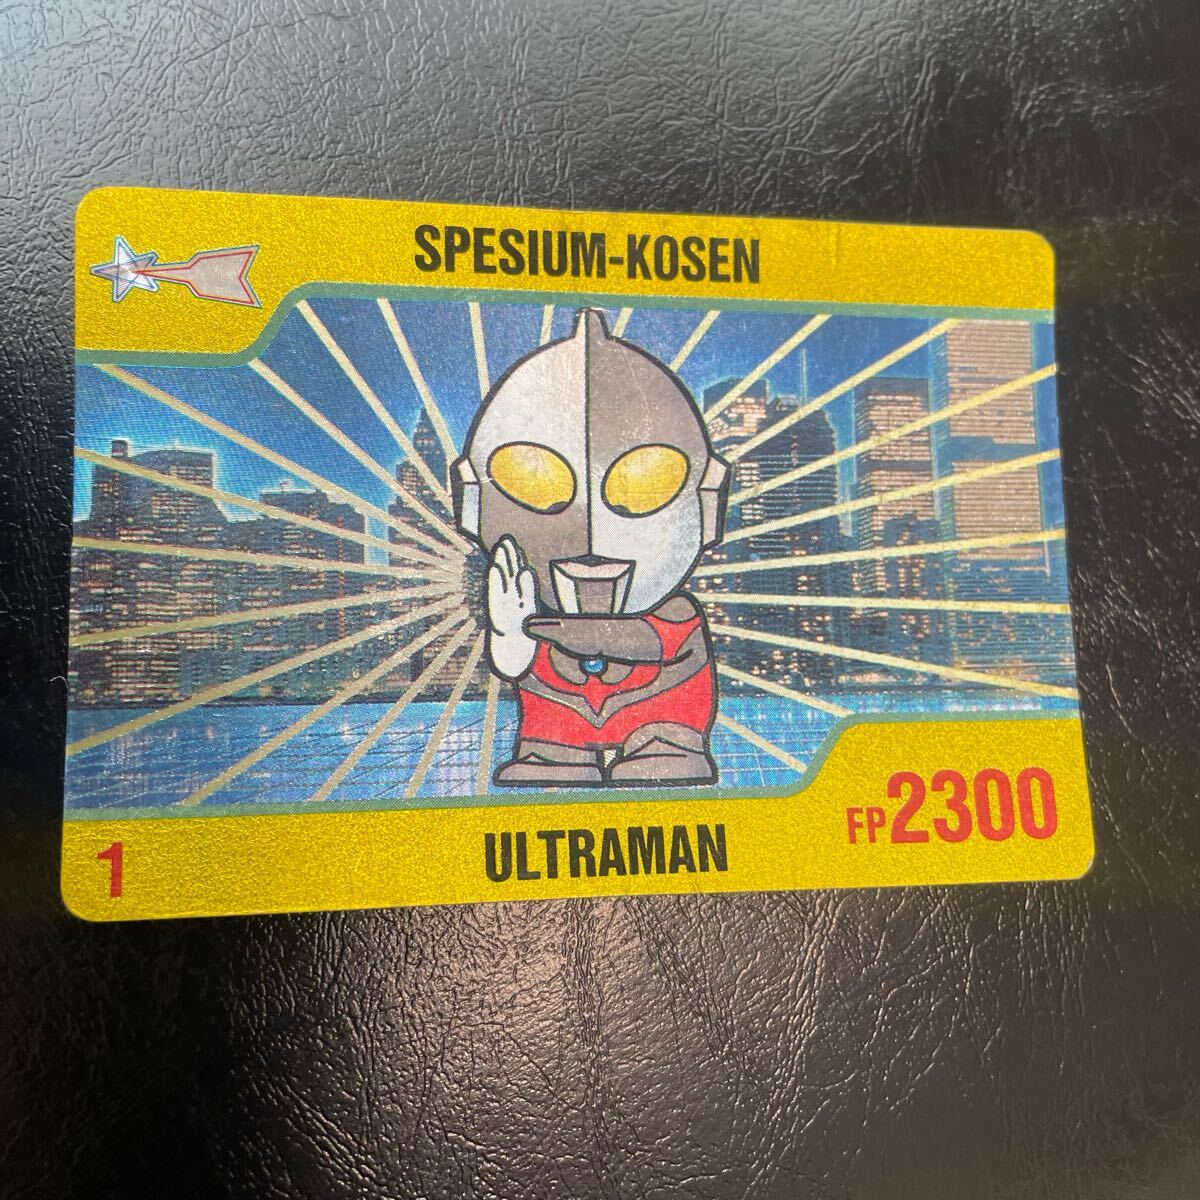 SPESIUM-KOSEN
1
ULTRAMAN
FP2300